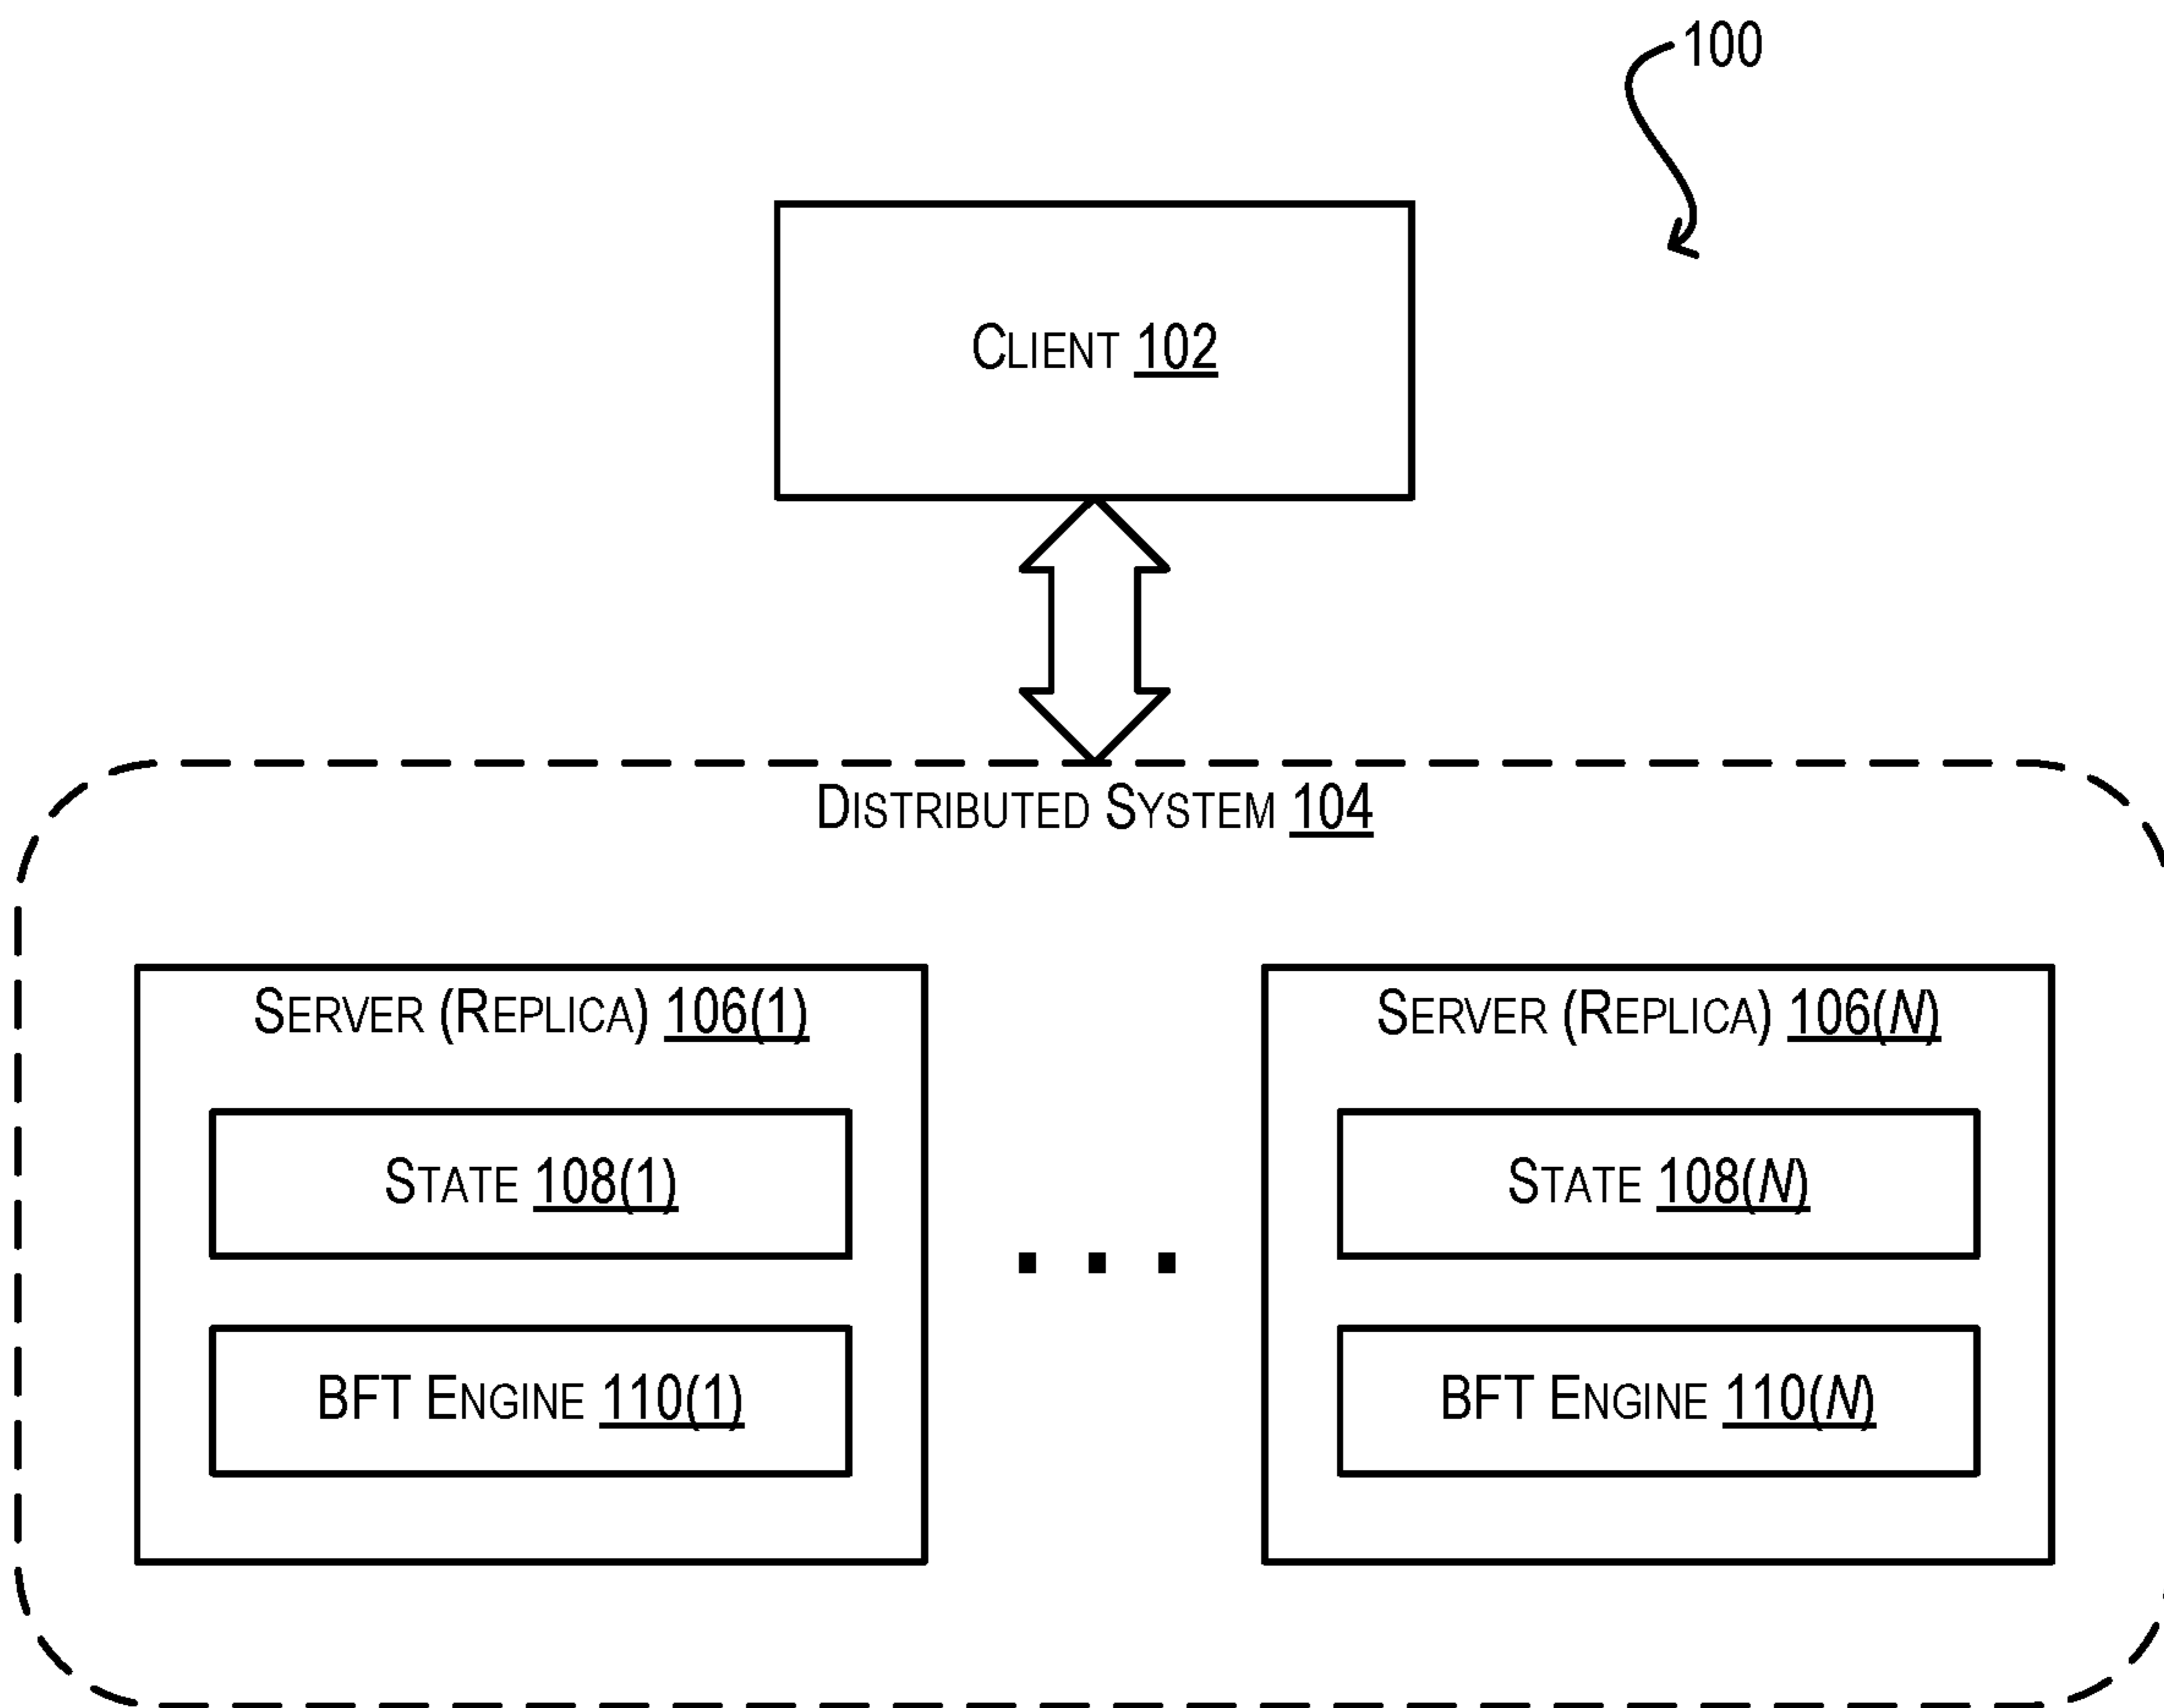 100
CLIENT 102
DISTRIBUTED SYSTEM 104
SERVER (REPLICA) 106(1)
STATE 108(1)
BFT ENGINE 110(1)
. . .
SERVER (REPLICA) 106(N)
STATE 108(N)
BFT ENGINE 110(N)